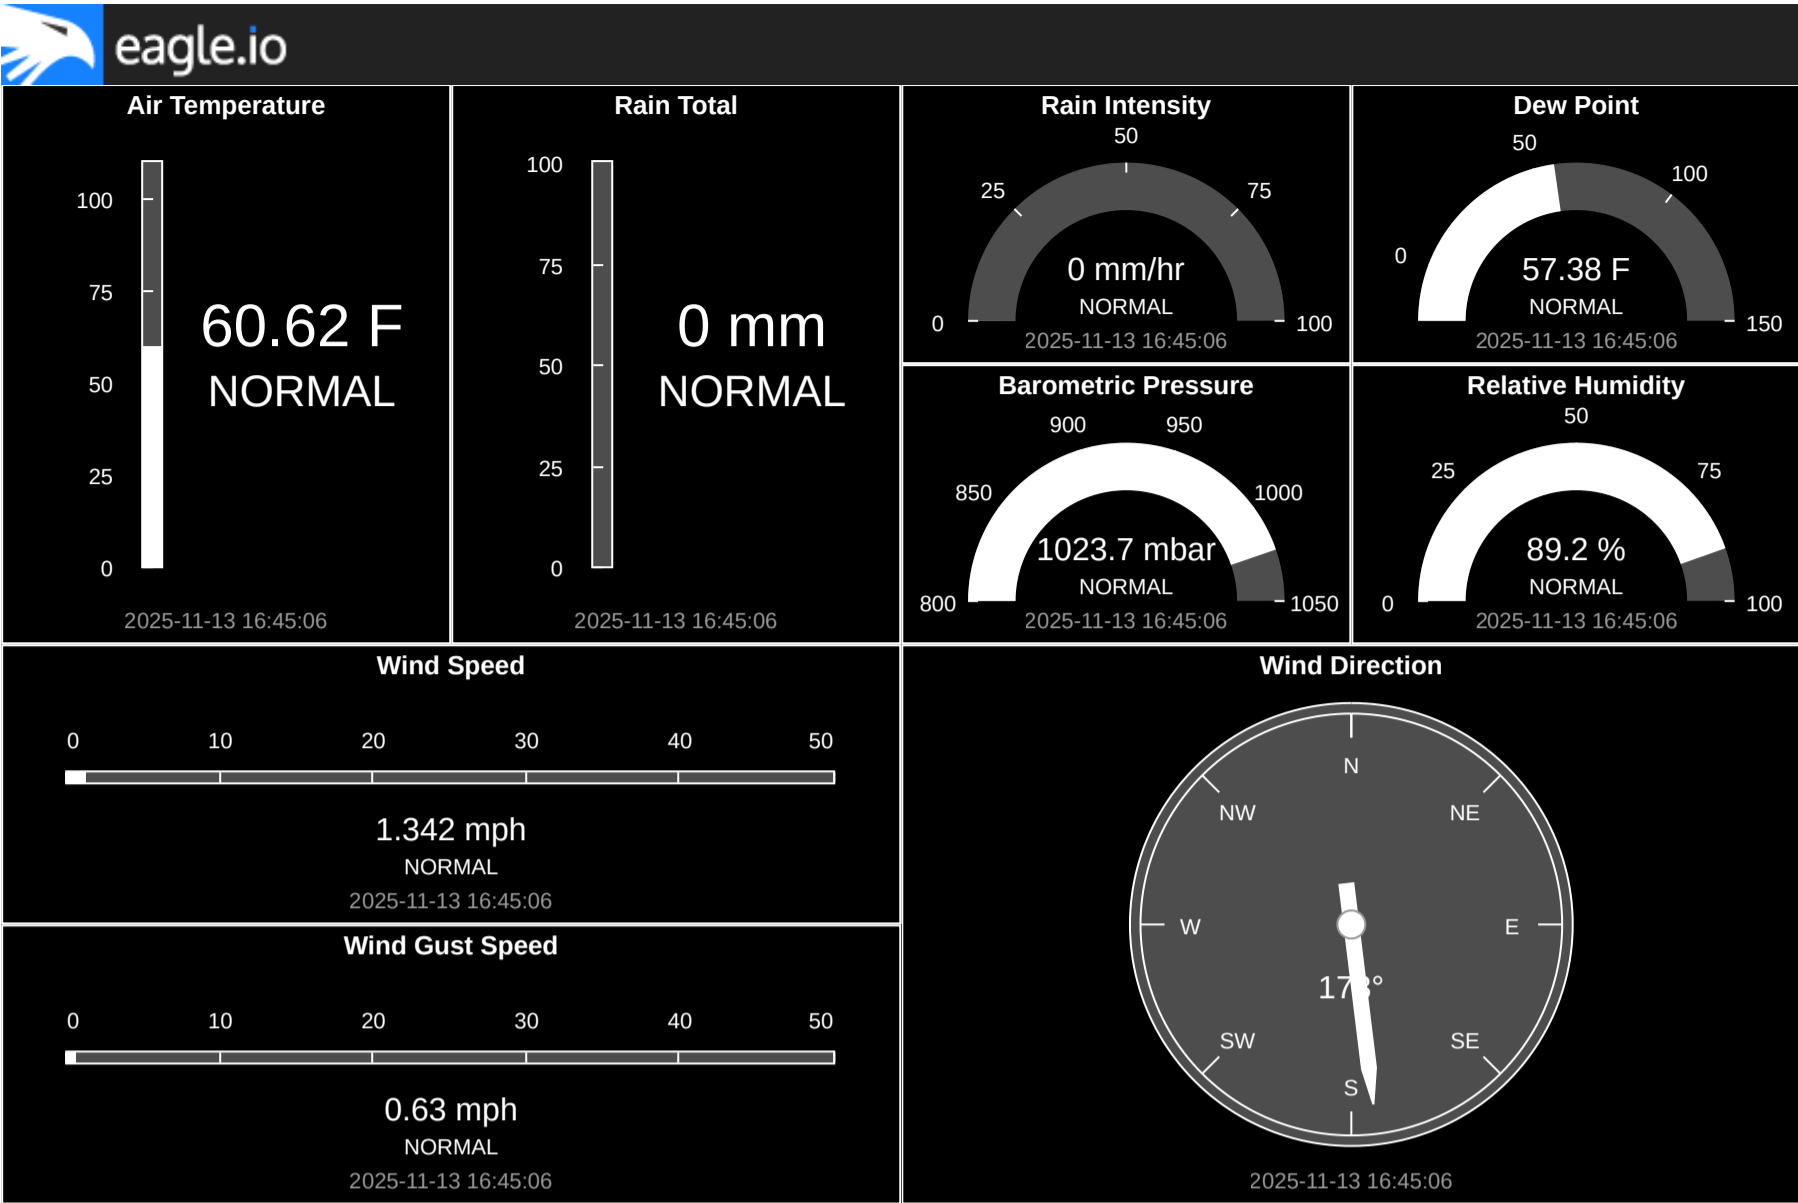 eagle.io
Air Temperature
100
75
50
25
0
60.62 F
NORMAL
2025-11-13 16:45:06
Rain Total
100
75
50
25
0
0 mm
NORMAL
2025-11-13 16:45:06
Rain Intensity
50
25
75
0
100
0 mm/hr
NORMAL
2025-11-13 16:45:06
Dew Point
50
100
0
150
57.38 F
NORMAL
2025-11-13 16:45:06
Barometric Pressure
900
950
850
1000
800
1050
1023.7 mbar
NORMAL
2025-11-13 16:45:06
Relative Humidity
50
25
75
0
100
89.2 %
NORMAL
2025-11-13 16:45:06
Wind Speed
0 10 20 30 40 50
1.342 mph
NORMAL
2025-11-13 16:45:06
Wind Gust Speed
0 10 20 30 40 50
0.63 mph
NORMAL
2025-11-13 16:45:06
Wind Direction
N
NW
NE
W
E
SW
SE
S
2025-11-13 16:45:06